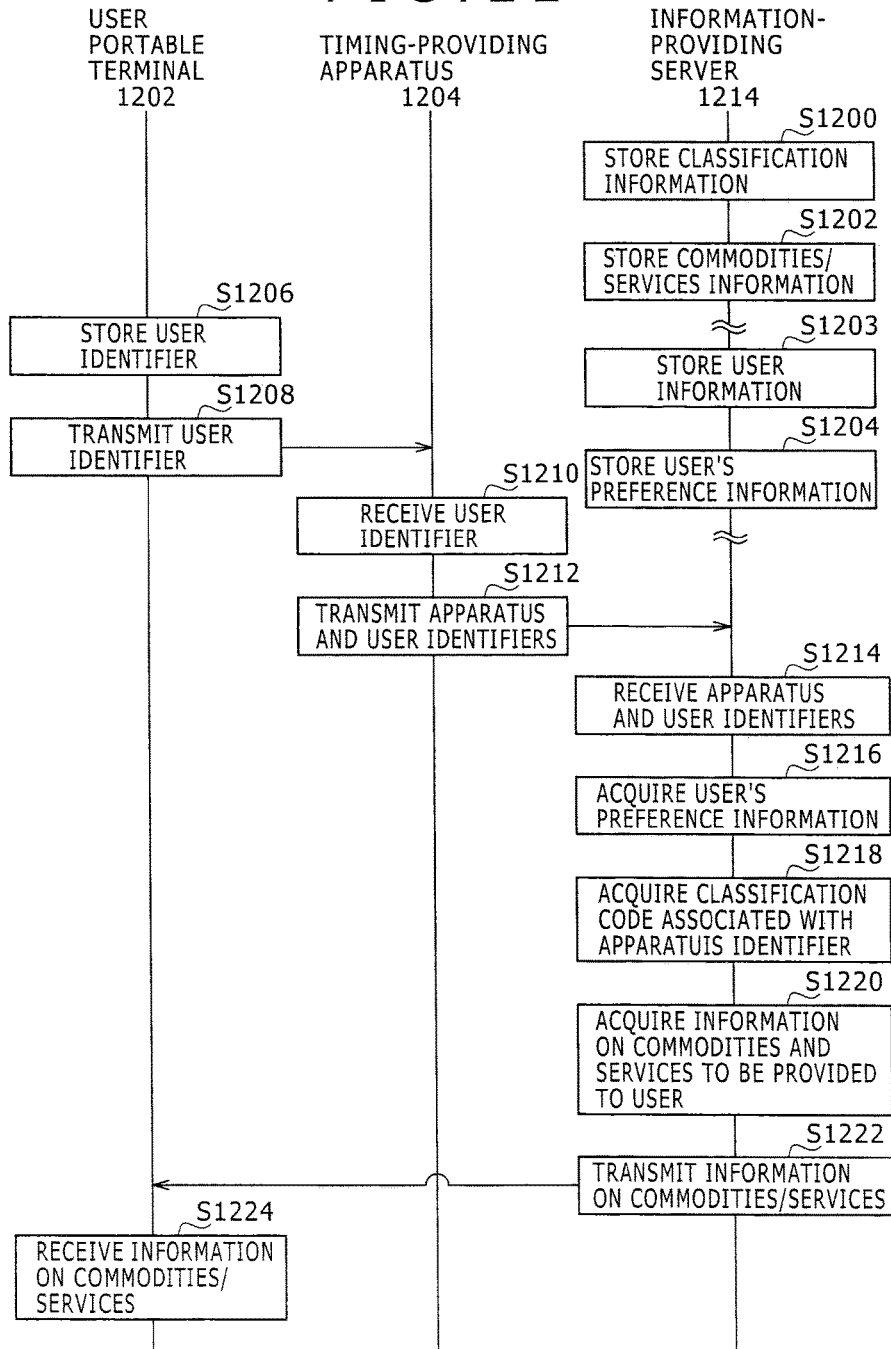 USER
PORTABLE
TERMINAL
1202
TIMING-PROVIDING
APPARATUS
1204
INFORMATION-
PROVIDING
SERVER
1214
S1200
STORE CLASSIFICATION
INFORMATION
S1202
STORE COMMODITIES/
SERVICES INFORMATION
S1206
STORE USER
IDENTIFIER
S1203
STORE USER
INFORMATION
S1208
TRANSMIT USER
IDENTIFIER
S1204
STORE USER'S
PREFERENCE INFORMATION
S1210
RECEIVE USER
IDENTIFIER
S1212
TRANSMIT APPARATUS
AND USER IDENTIFIERS
S1214
RECEIVE APPARATUS
AND USER IDENTIFIERS
S1216
ACQUIRE USER'S
PREFERENCE INFORMATION
S1218
ACQUIRE CLASSIFICATION
CODE ASSOCIATED WITH
APPARATUIS IDENTIFIER
S1220
ACQUIRE INFORMATION
ON COMMODITIES AND
SERVICES TO BE PROVIDED
TO USER
S1222
TRANSMIT INFORMATION
ON COMMODITIES/SERVICES
S1224
RECEIVE INFORMATION
ON COMMODITIES/
SERVICES